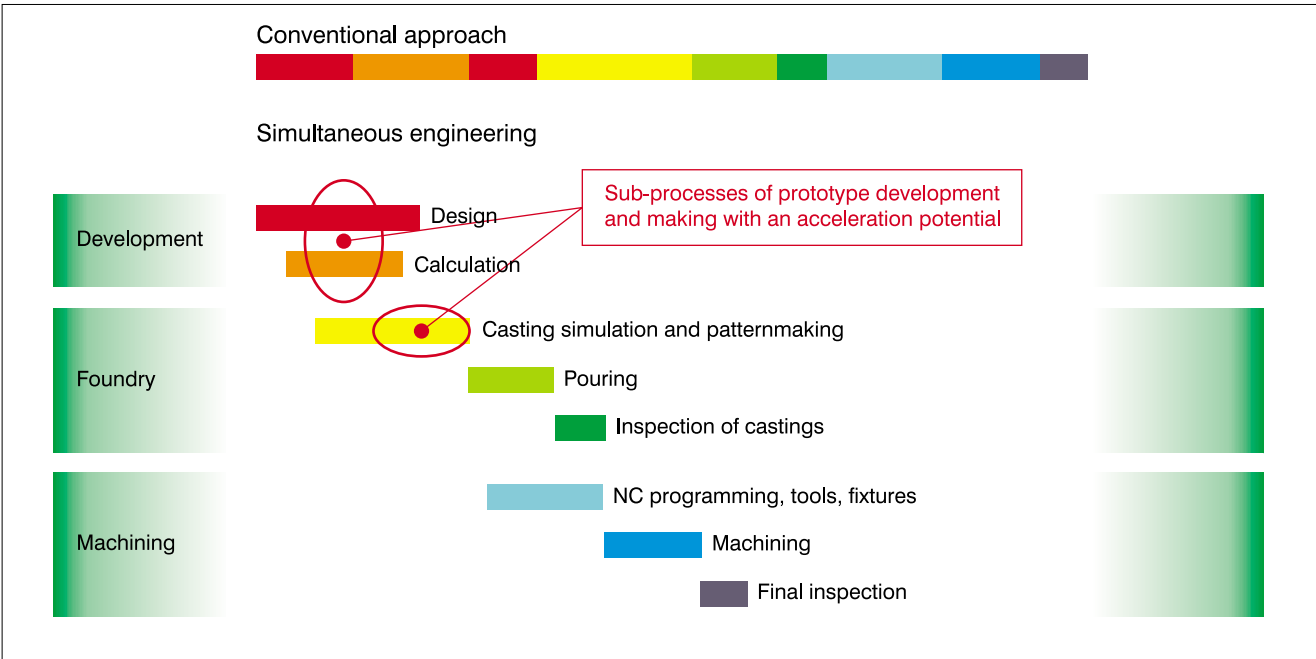 Conventional approach
Simultaneous engineering
Sub-processes of prototype development
and making with an acceleration potential
Development
Design
Calculation
Foundry
Casting simulation and patternmaking
Pouring
Inspection of castings
Machining
NC programming, tools, fixtures
Machining
Final inspection